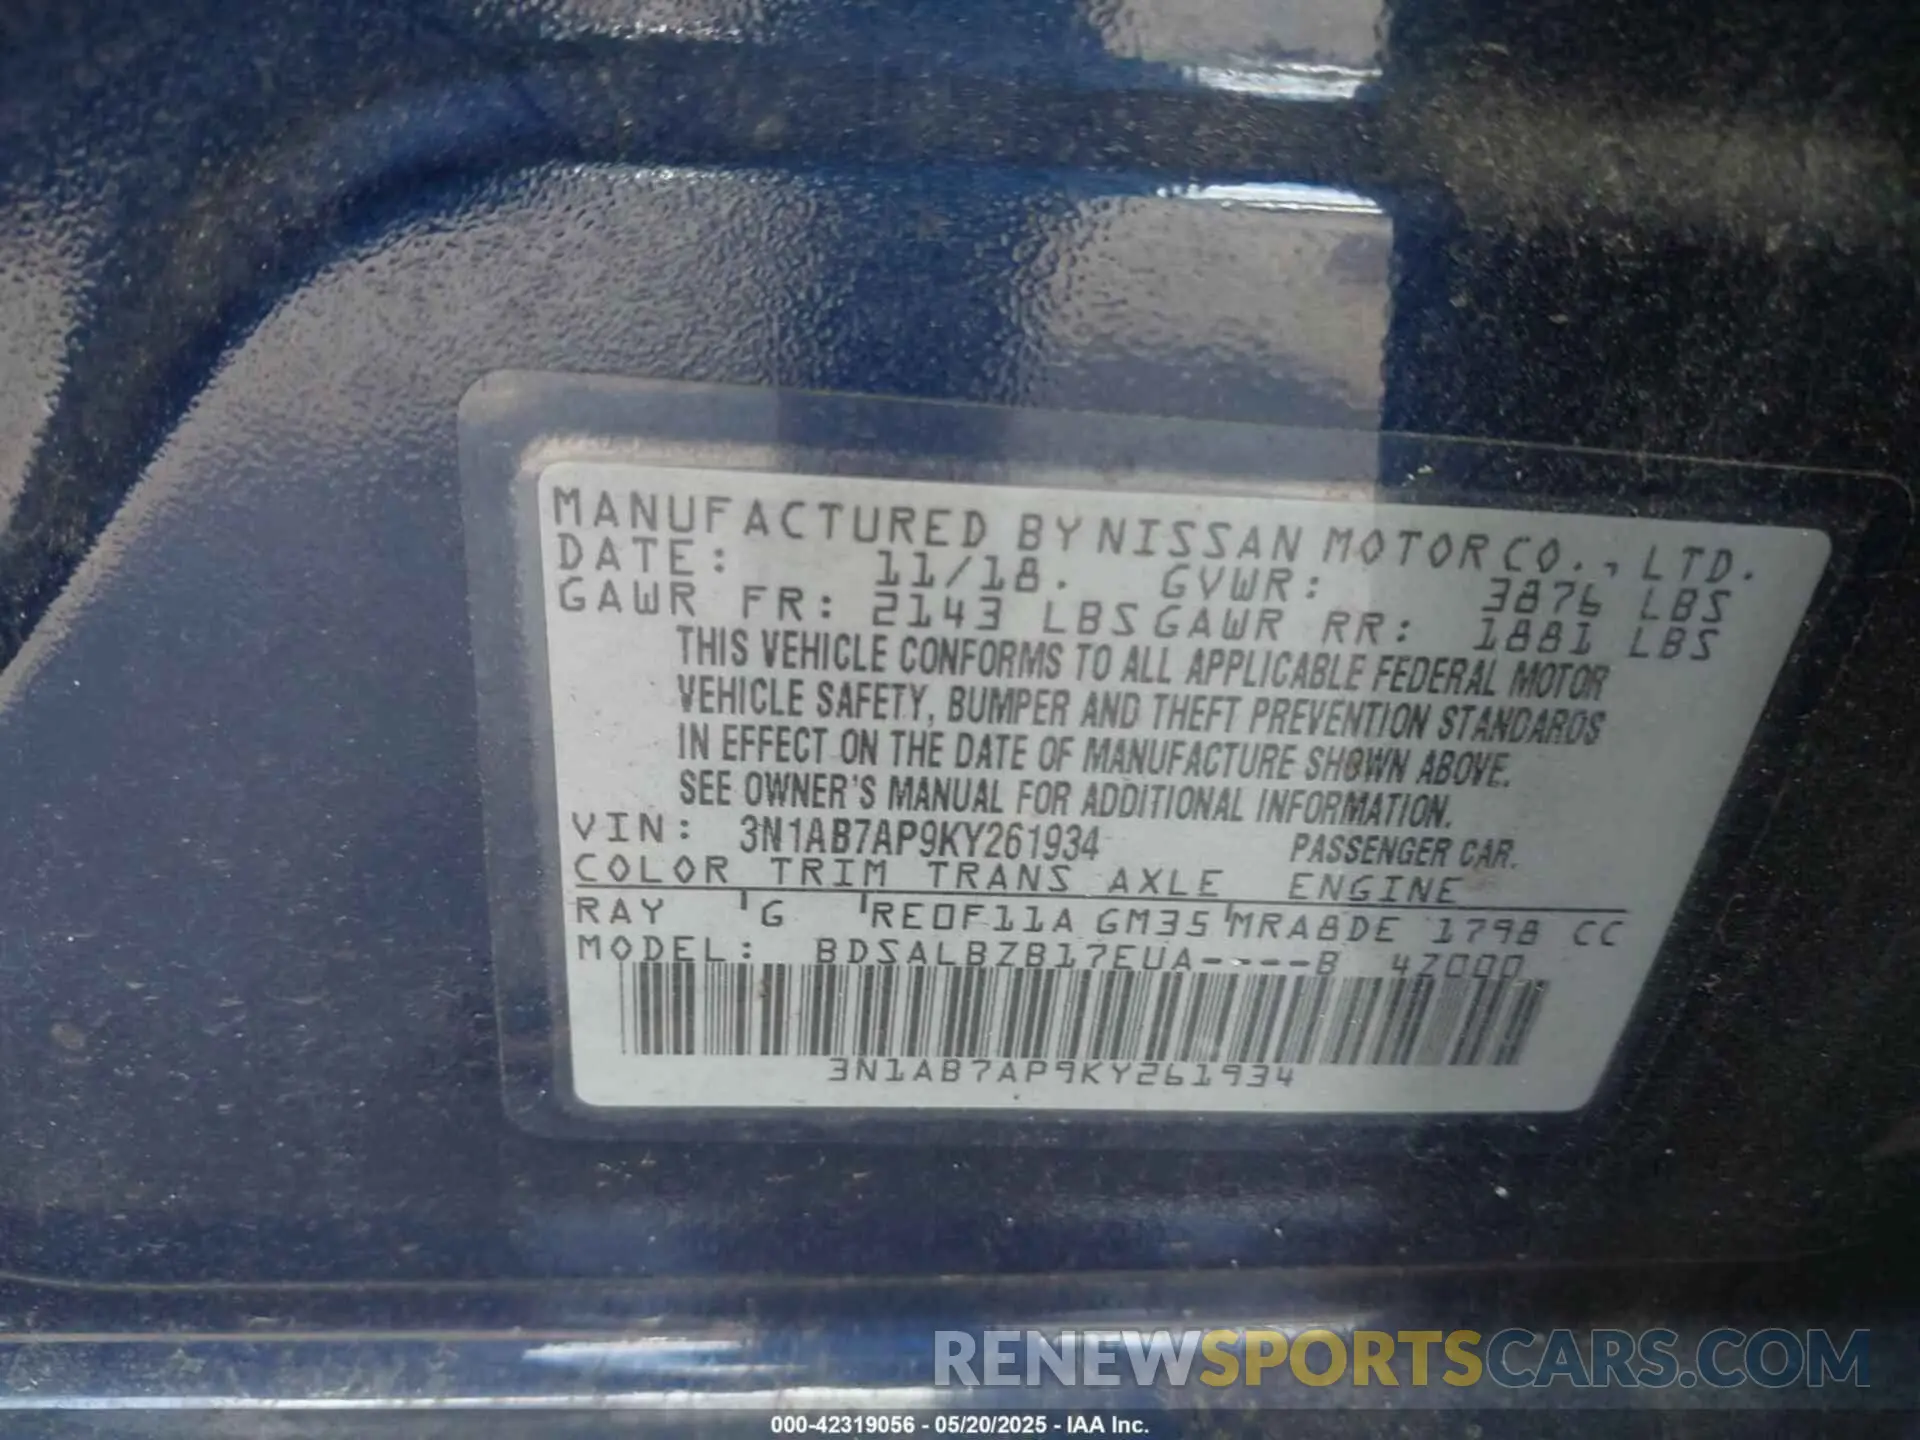 MANUFACTURED BY NISSAN MOTOR CO., LTD.
DATE: 11/18. GVWR: 3876 LBS
GAWR FR: 2143 LBS GAWR RR: 1881 LBS
THIS VEHICLE CONFORMS TO ALL APPLICABLE FEDERAL MOTOR
VEHICLE SAFETY, BUMPER AND THEFT PREVENTION STANDARDS
IN EFFECT ON THE DATE OF MANUFACTURE SHOWN ABOVE.
SEE OWNER'S MANUAL FOR ADDITIONAL INFORMATION.
VIN: 3N1AB7AP9KY261934 PASSENGER CAR.
COLOR TRIM TRANS AXLE ENGINE
RAY G RE0F11A GM35 MRA8DE 1798 CC
MODEL: BDSALBZB17EUA----B 4Z000
3N1AB7AP9KY261934
RENEWSPORTSCARS.COM
000-42319056 - 05/20/2025 - IAA Inc.